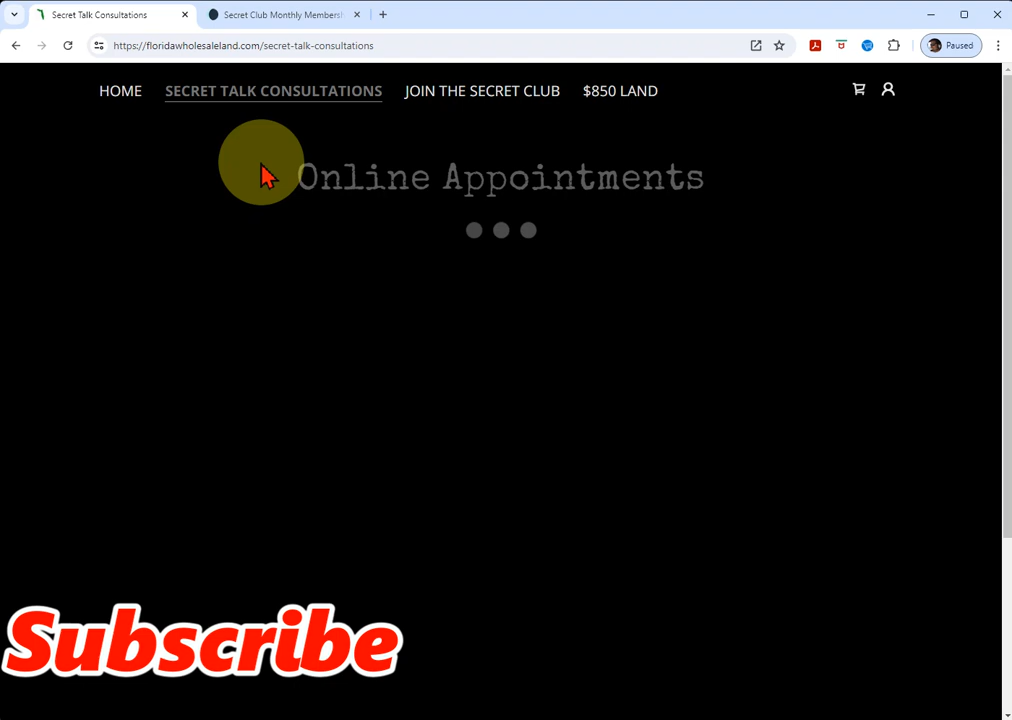 Secret Talk Consultations
Secret Club Monthly Membersh
Paused
https://floridawholesaleland.com/secret-talk-consultations
HOME
SECRET TALK CONSULTATIONS
JOIN THE SECRET CLUB
$850 LAND
Online Appointments
Subscribe